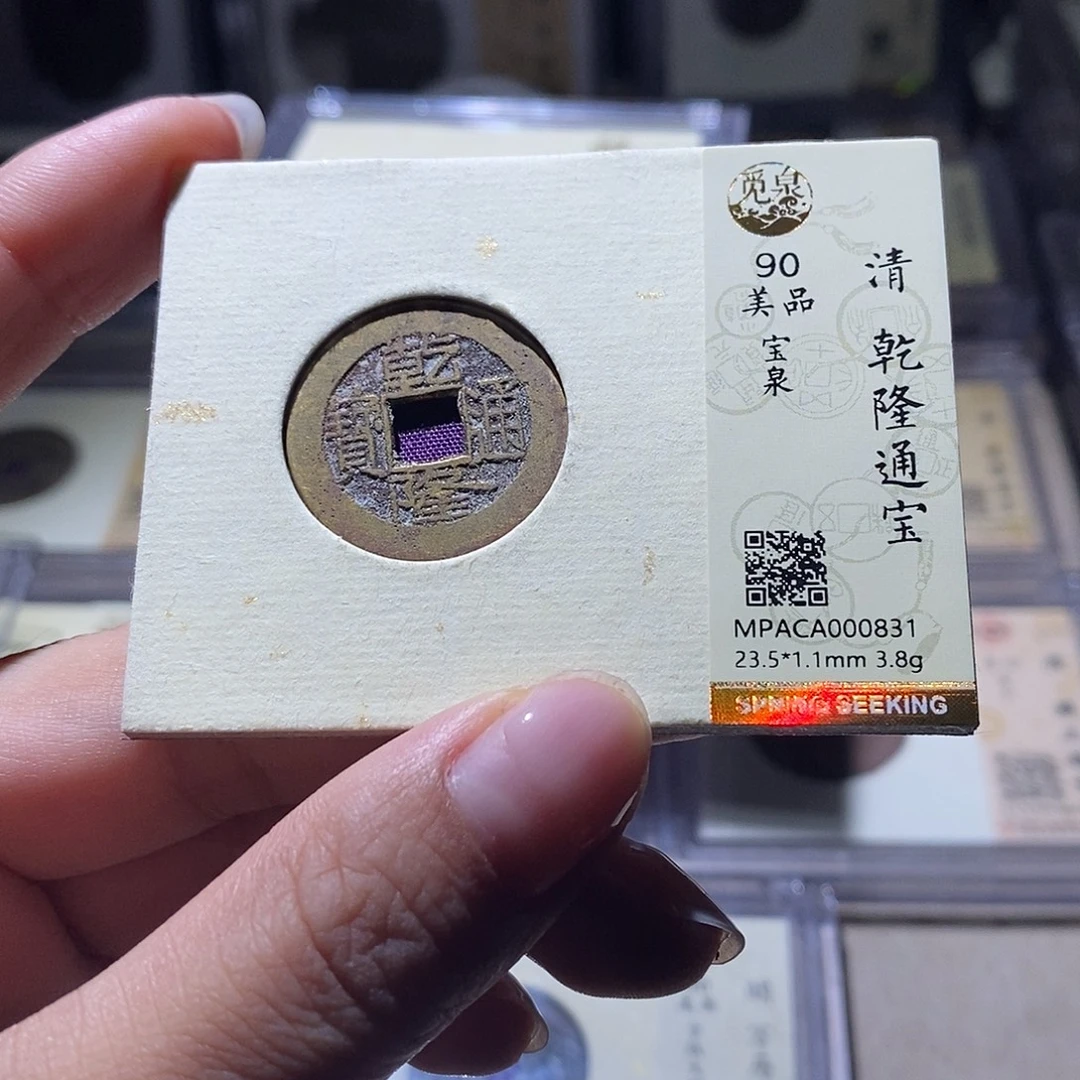 乾隆通寶
觅泉
90
美品
宝泉
清 乾隆通宝
MPACA000831
23.5*1.1mm 3.8g
SPRING SEEKING